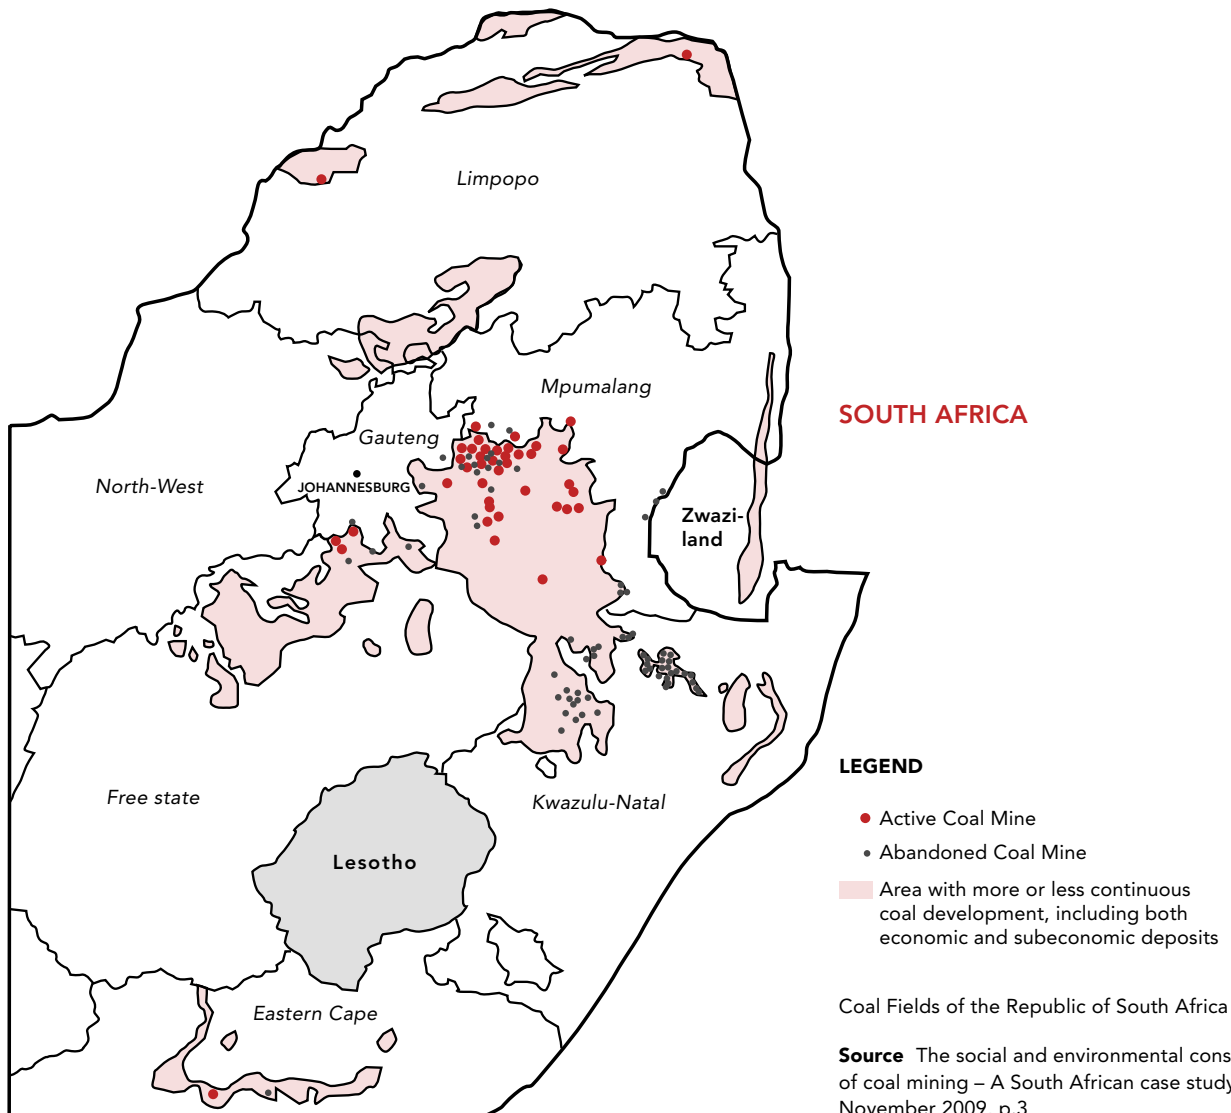 Limpopo
Mpumalang
SOUTH AFRICA
Gauteng
North-West
JOHANNESBURG
Zwazi-
land
LEGEND
Free state
Kwazulu-Natal
Active Coal Mine
Abandoned Coal Mine
Lesotho
Area with more or less continuous
coal development, including both
economic and subeconomic deposits
Coal Fields of the Republic of South Africa
Eastern Cape
Source The social and environmental cons
of coal mining – A South African case study
November 2009, p.3